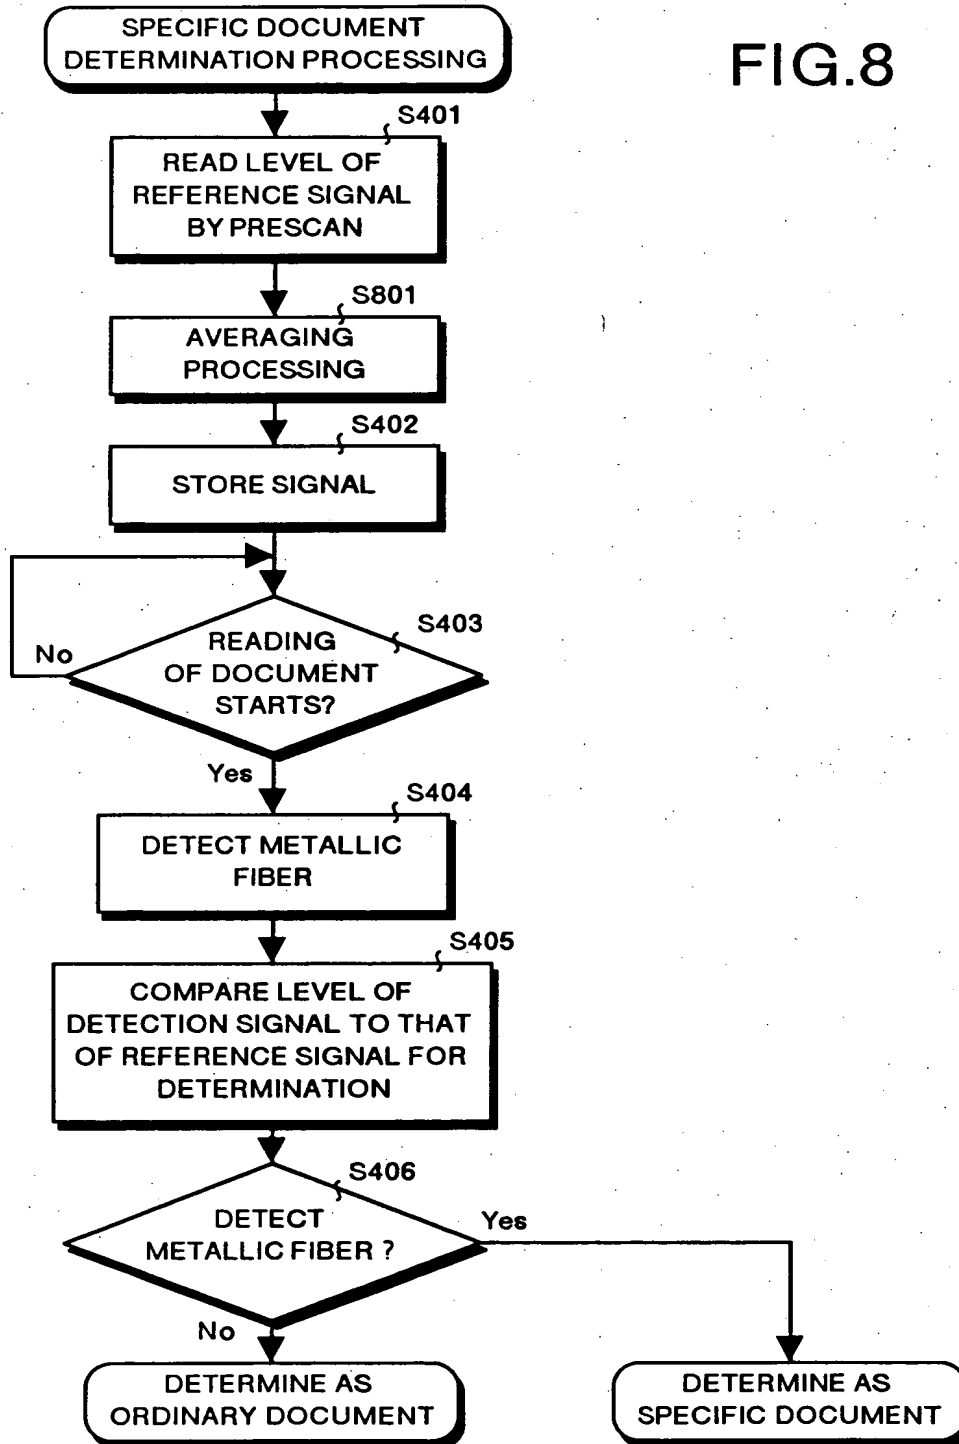 SPECIFIC DOCUMENT
DETERMINATION PROCESSING
FIG.8
S401
READ LEVEL OF
REFERENCE SIGNAL
BY PRESCAN
S801
AVERAGING
PROCESSING
S402
STORE SIGNAL
S403
READING
OF DOCUMENT
STARTS?
No
Yes
S404
DETECT METALLIC
FIBER
S405
COMPARE LEVEL OF
DETECTION SIGNAL TO THAT
OF REFERENCE SIGNAL FOR
DETERMINATION
S406
DETECT
METALLIC FIBER ?
Yes
No
DETERMINE AS
ORDINARY DOCUMENT
DETERMINE AS
SPECIFIC DOCUMENT